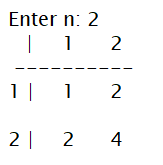 Enter n: 2
  |  1  2
----------
1 |  1  2
2 |  2  4